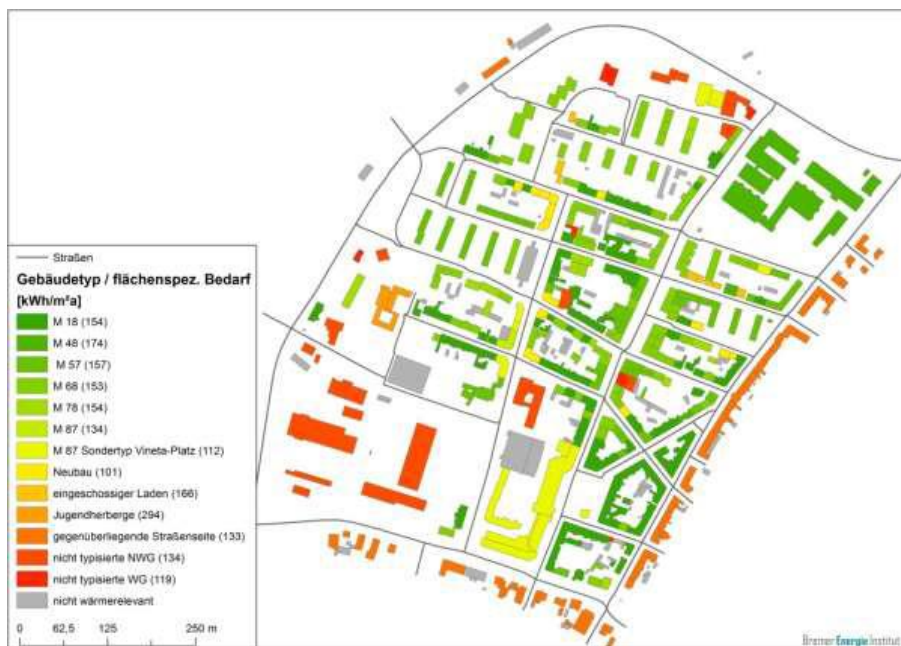 Straßen
Gebäudetyp / flächenspez. Bedarf
[kWh/m²a]
M 18 (154)
M 48 (174)
M 57 (157)
M 68 (153)
M 78 (154)
M 87 (134)
M 87 Sondertyp Vineta-Platz (112)
Neubau (101)
eingeschossiger Laden (166)
Jugendherberge (294)
gegenüberliegende Straßenseite (133)
nicht typisierte NWG (134)
nicht typisierte WG (119)
nicht wärmerelevant
0 62,5 125 250 m
Bremer Energie Institut